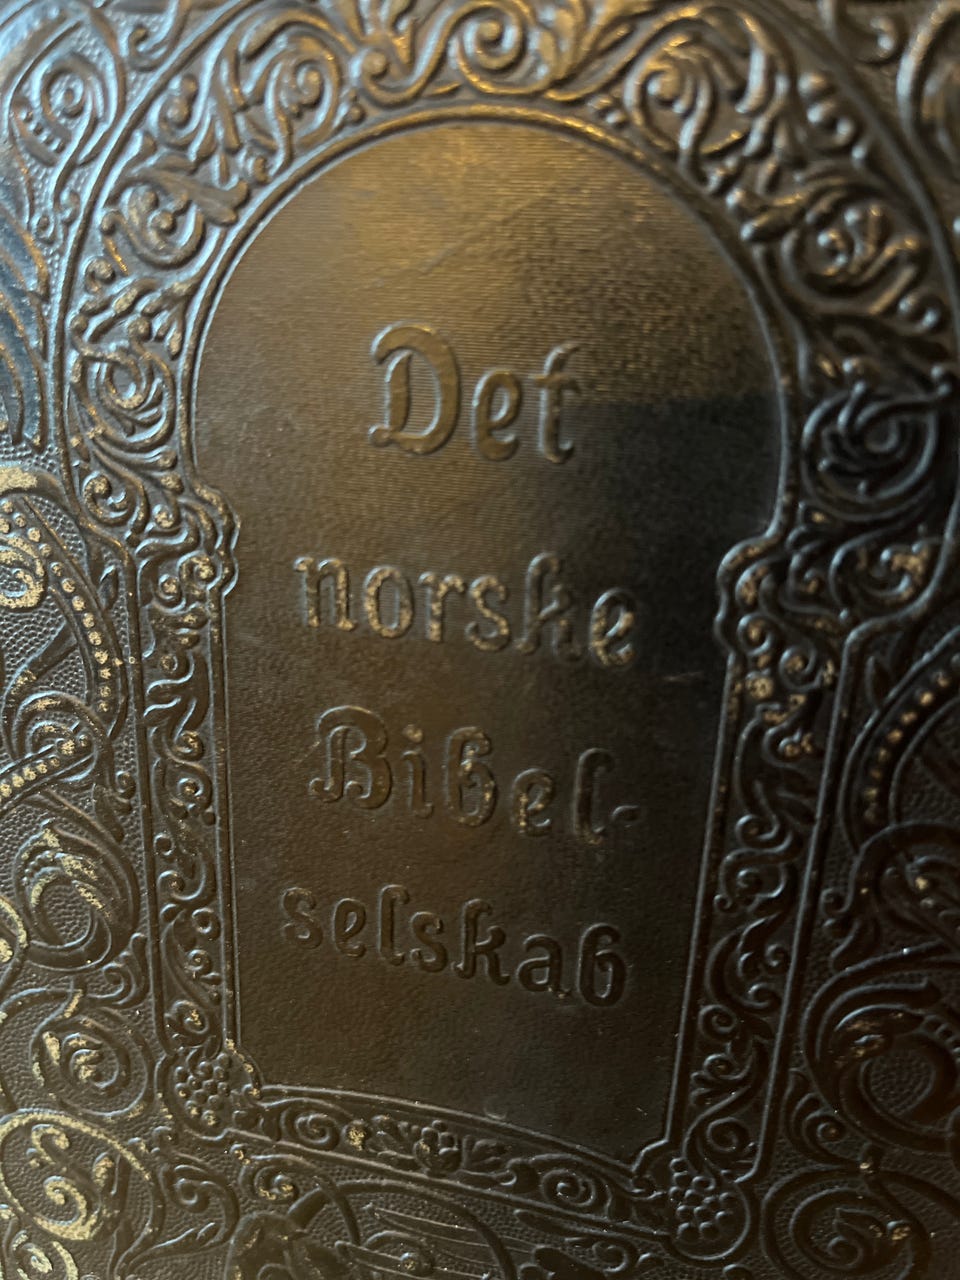 Det
norske
Bibel-
selskab